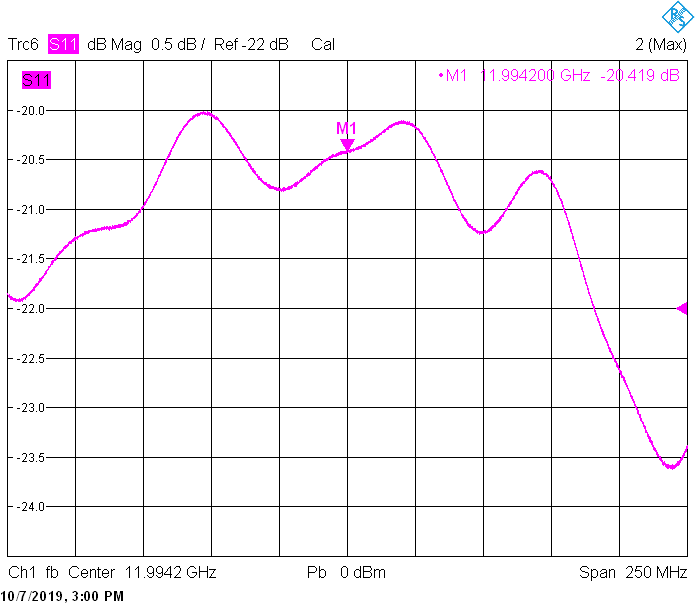 R&S
Trc6 S11 dB Mag 0.5 dB / Ref -22 dB Cal 2 (Max)
S11
•M1 11.994200 GHz -20.419 dB
-20.0
M1
-20.5
-21.0
-21.5
-22.0
-22.5
-23.0
-23.5
-24.0
Ch1 fb Center 11.9942 GHz Pb 0 dBm Span 250 MHz
10/7/2019, 3:00 PM